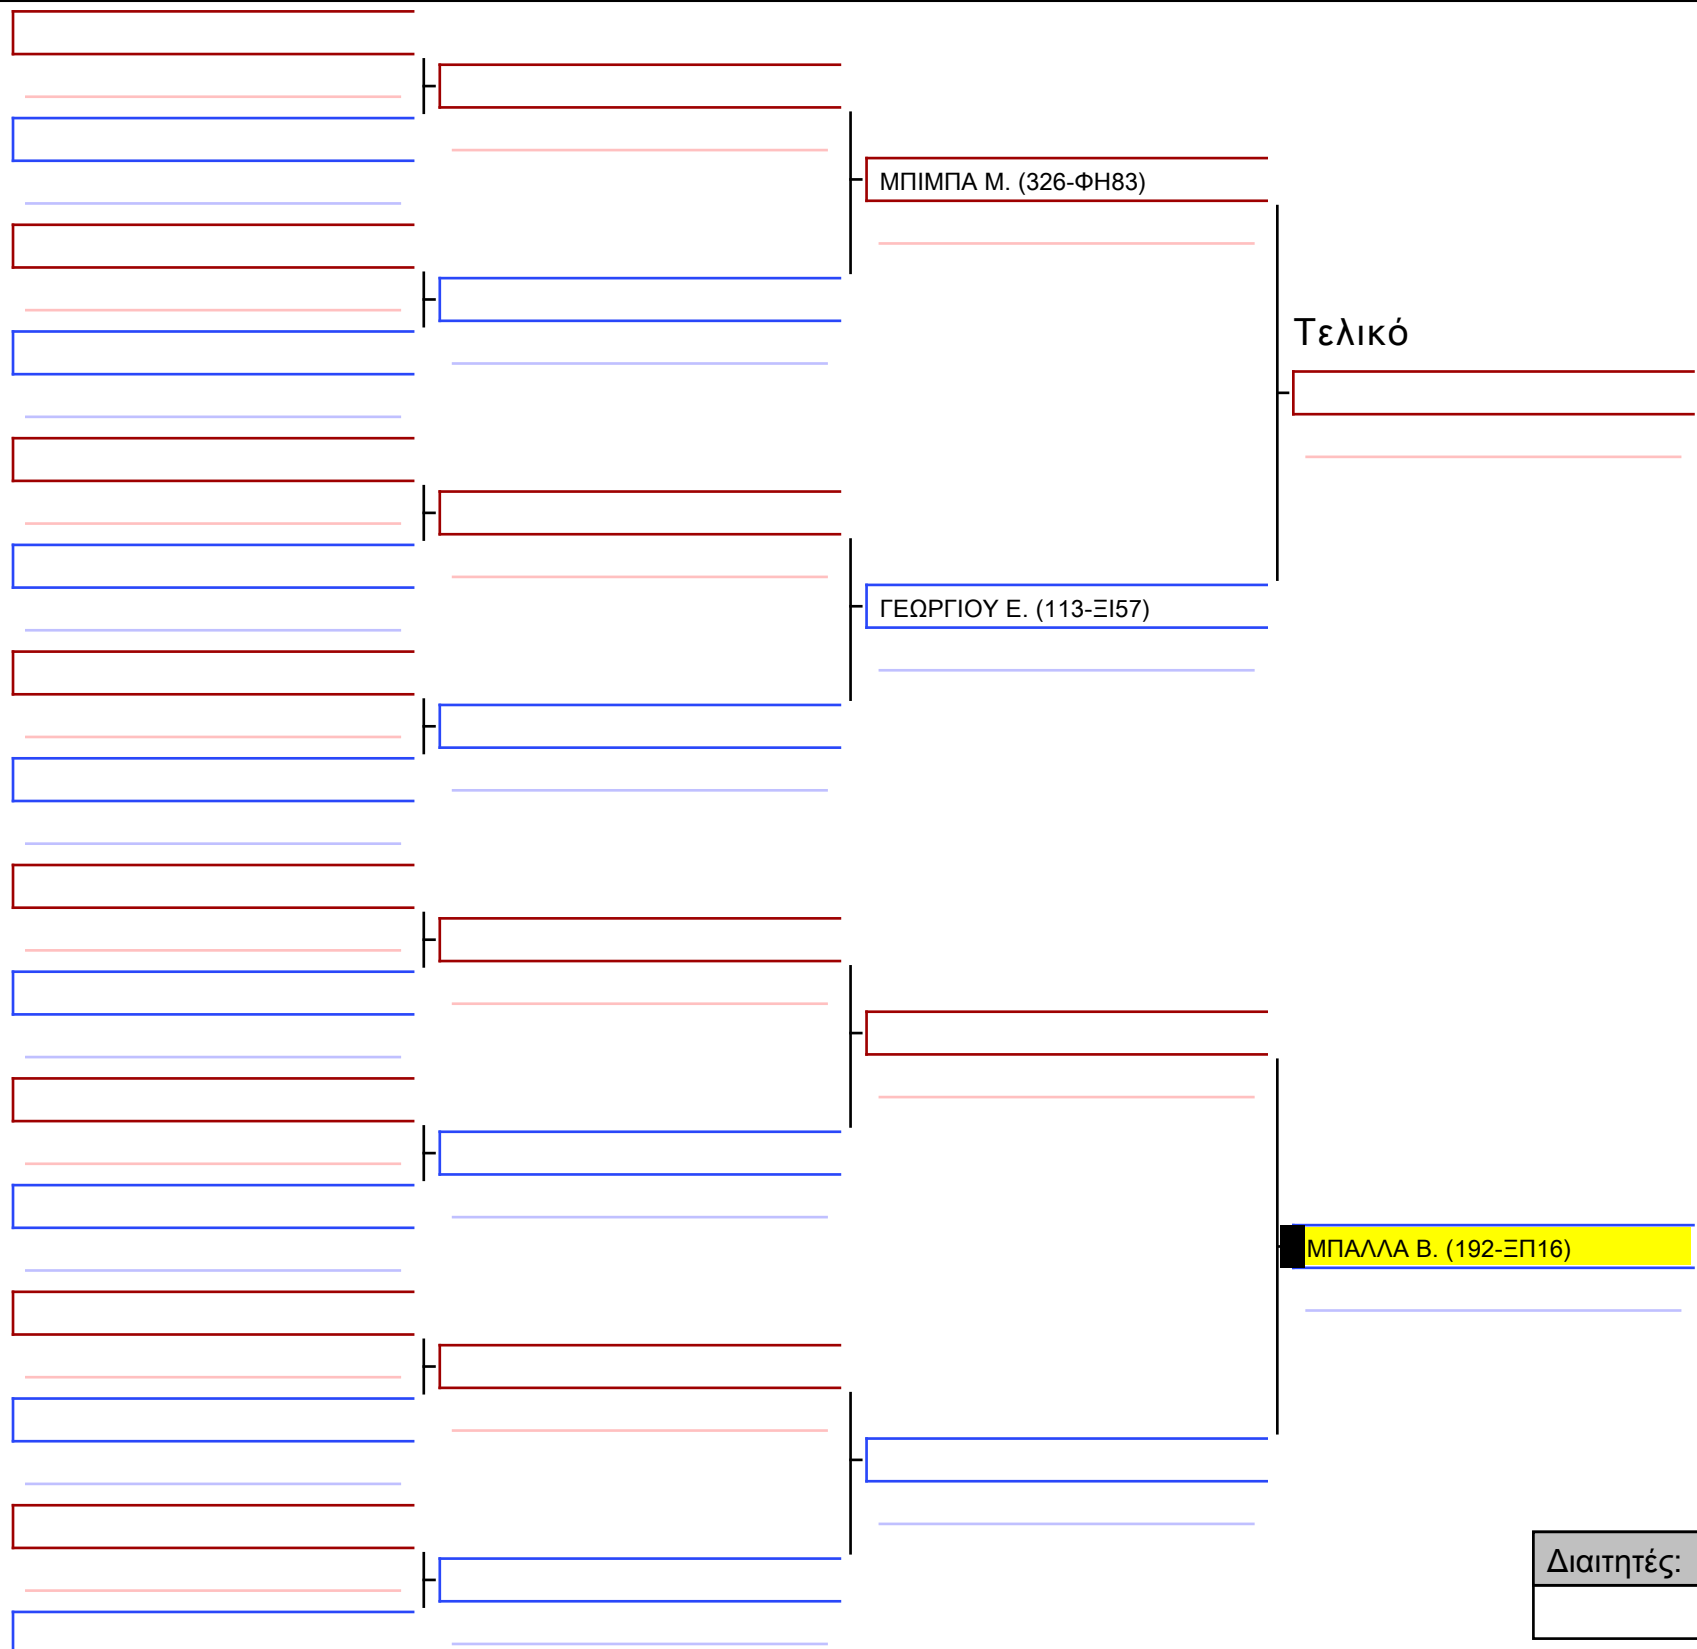 ΜΠΙΜΠΑ Μ. (326-ΦΗ83)
Τελικό
ΓΕΩΡΓΙΟΥ Ε. (113-ΞΙ57)
ΜΠΑΛΛΑ Β. (192-ΞΠ16)
Διαιτητές: